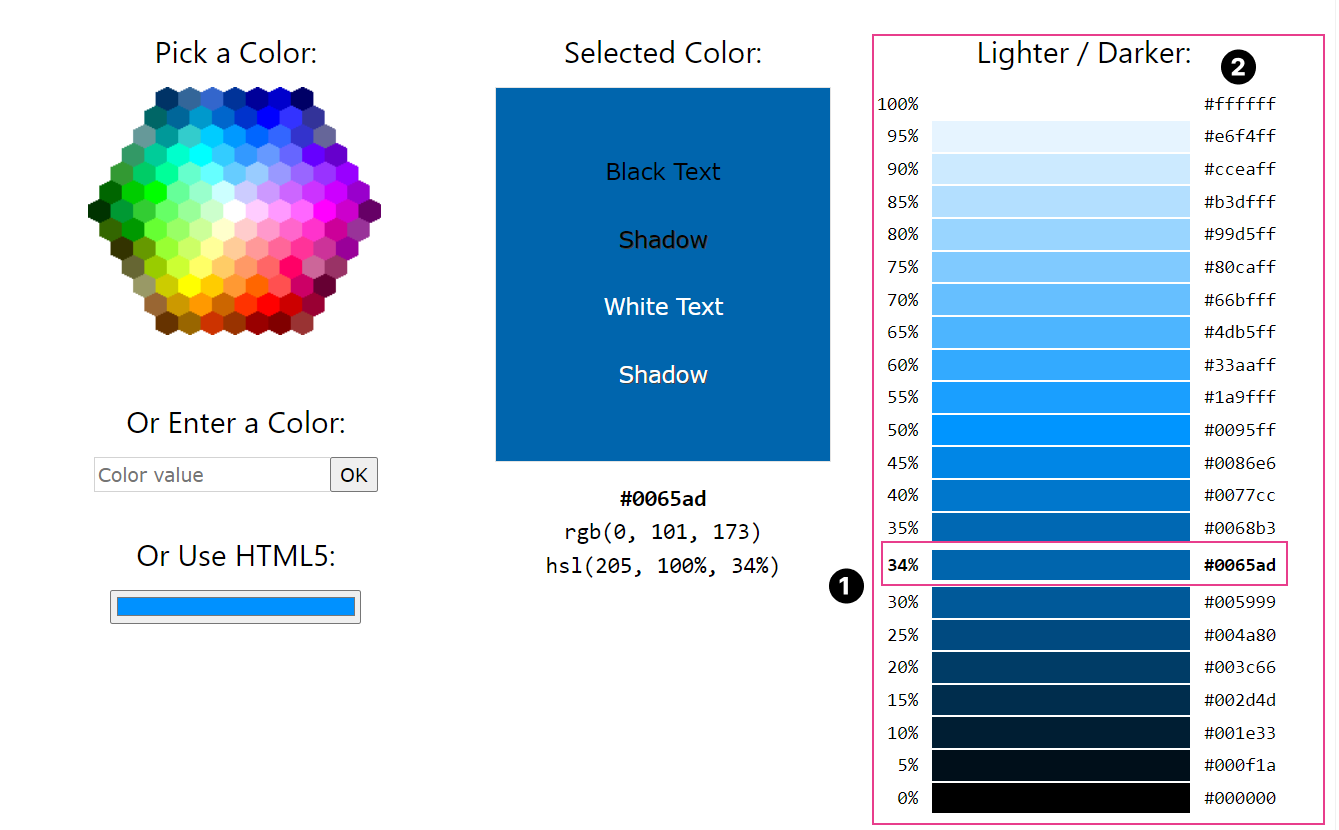 Pick a Color:
Or Enter a Color:
Color value OK
Or Use HTML5:
Selected Color:
Black Text
Shadow
White Text
Shadow
#0065ad
rgb(0, 101, 173)
hsl(205, 100%, 34%)
1
Lighter / Darker: 2
100% #ffffff
95% #e6f4ff
90% #cceaff
85% #b3dfff
80% #99d5ff
75% #80caff
70% #66bfff
65% #4db5ff
60% #33aaff
55% #1a9fff
50% #0095ff
45% #0086e6
40% #0077cc
35% #0068b3
34% #0065ad
30% #005999
25% #004a80
20% #003c66
15% #002d4d
10% #001e33
5% #000f1a
0% #000000